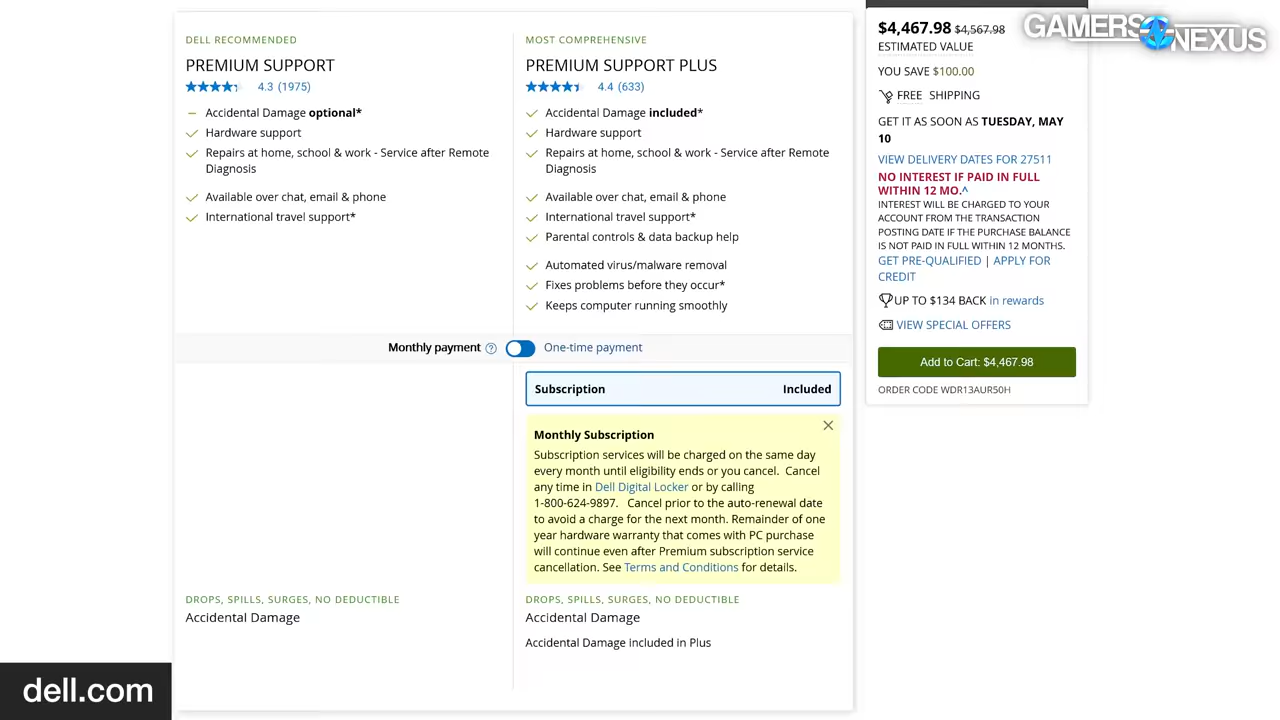 DELL RECOMMENDED
PREMIUM SUPPORT
4.3 (1975)
Accidental Damage optional*
Hardware support
Repairs at home, school & work - Service after Remote
Diagnosis
Available over chat, email & phone
International travel support*
MOST COMPREHENSIVE
PREMIUM SUPPORT PLUS
4.4 (633)
Accidental Damage included*
Hardware support
Repairs at home, school & work - Service after Remote
Diagnosis
Available over chat, email & phone
International travel support*
Parental controls & data backup help
Automated virus/malware removal
Fixes problems before they occur*
Keeps computer running smoothly
Monthly payment ? One-time payment
Subscription Included
Monthly Subscription
Subscription services will be charged on the same day
every month until eligibility ends or you cancel. Cancel
any time in Dell Digital Locker or by calling
1-800-624-9897. Cancel prior to the auto-renewal date
to avoid a charge for the next month. Remainder of one
year hardware warranty that comes with PC purchase
will continue even after Premium subscription service
cancellation. See Terms and Conditions for details.
DROPS, SPILLS, SURGES, NO DEDUCTIBLE
Accidental Damage
DROPS, SPILLS, SURGES, NO DEDUCTIBLE
Accidental Damage
Accidental Damage included in Plus
$4,467.98 $4,567.98
ESTIMATED VALUE
YOU SAVE $100.00
FREE SHIPPING
GET IT AS SOON AS TUESDAY, MAY
10
VIEW DELIVERY DATES FOR 27511
NO INTEREST IF PAID IN FULL
WITHIN 12 MO.^
INTEREST WILL BE CHARGED TO YOUR
ACCOUNT FROM THE TRANSACTION
POSTING DATE IF THE PURCHASE BALANCE
IS NOT PAID IN FULL WITHIN 12 MONTHS.
GET PRE-QUALIFIED | APPLY FOR
CREDIT
UP TO $134 BACK in rewards
VIEW SPECIAL OFFERS
Add to Cart: $4,467.98
ORDER CODE WDR13AUR50H
GAMERS
NEXUS
dell.com